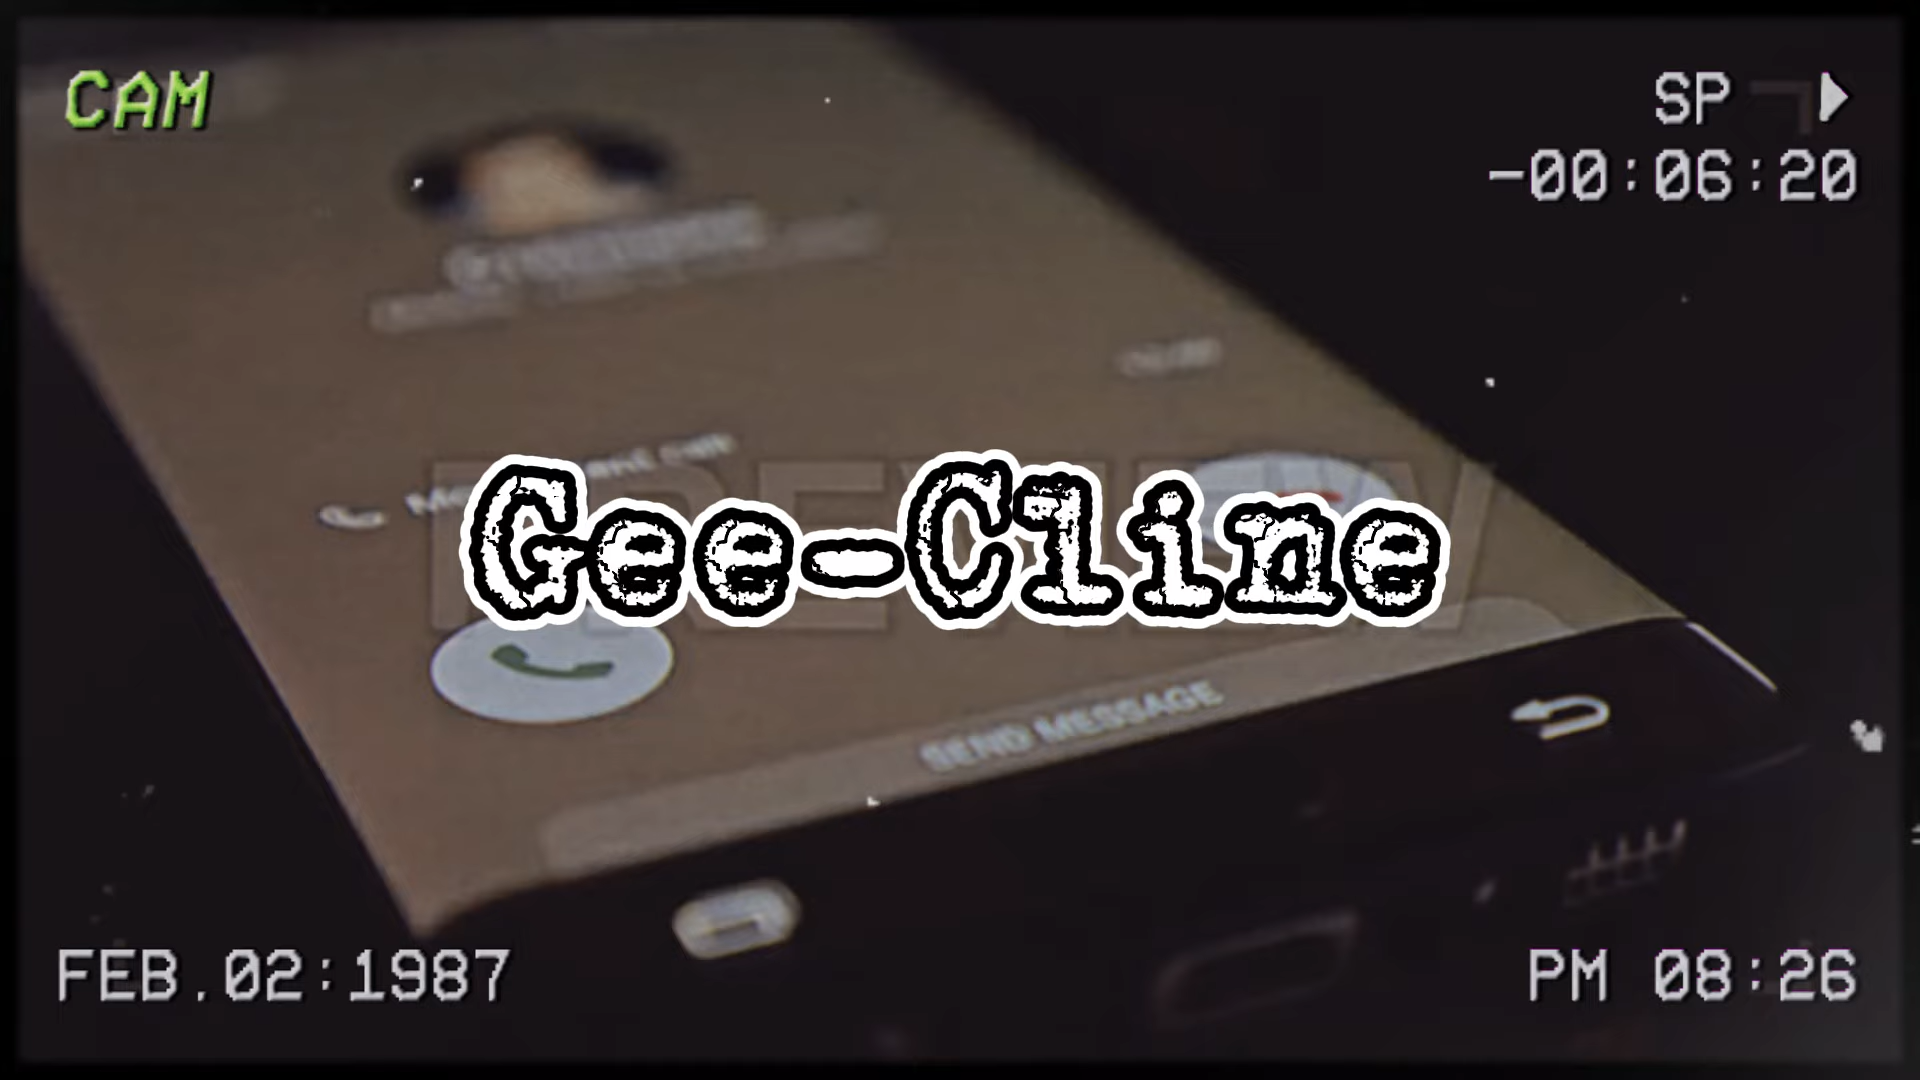 CAM
SP
-00:06:20
Gee-Cline
SEND MESSAGE
FEB.02:1987
PM 08:26